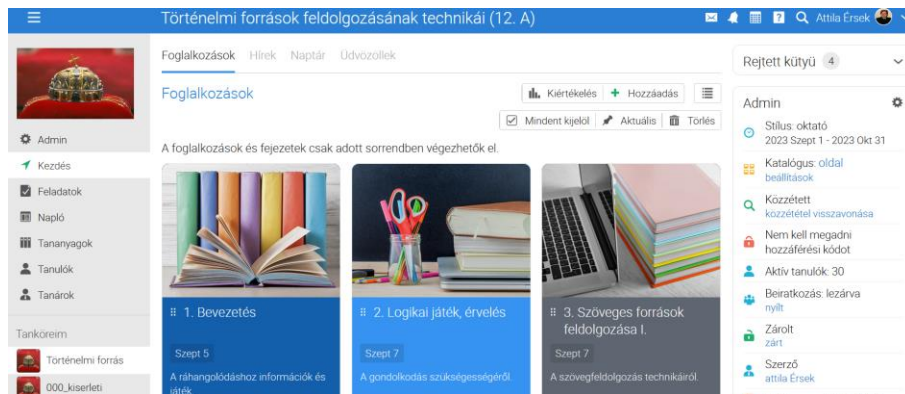 Történelmi források feldolgozásának technikái (12. A)
Attila Érsek
Foglalkozások Hírek Naptár Üdvözöllek
Foglalkozások
Kiértékelés Hozzáadás
Mindent kijelöl Aktuális Törlés
A foglalkozások és fejezetek csak adott sorrendben végezhetők el.
Admin
Kezdés
Feladatok
Napló
Tananyagok
Tanulók
Tanárok
Tanköreim
Történelmi forrás
000_kiserleti
1. Bevezetés
Szept 5
A ráhangolódáshoz információk és
játék
2. Logikai játék, érvelés
Szept 7
A gondolkodás szükségességéről.
3. Szöveges források
feldolgozása I.
Szept 7
A szövegfeldolgozás technikáiról.
Rejtett kütyü 4
Admin
Stílus: oktató
2023 Szept 1 - 2023 Okt 31
Katalógus: oldal
beállítások
Közzétett
közzététel visszavonása
Nem kell megadni
hozzáférési kódot
Aktív tanulók: 30
Beiratkozás: lezárva
nyílt
Zárolt
zárt
Szerző
attila Érsek